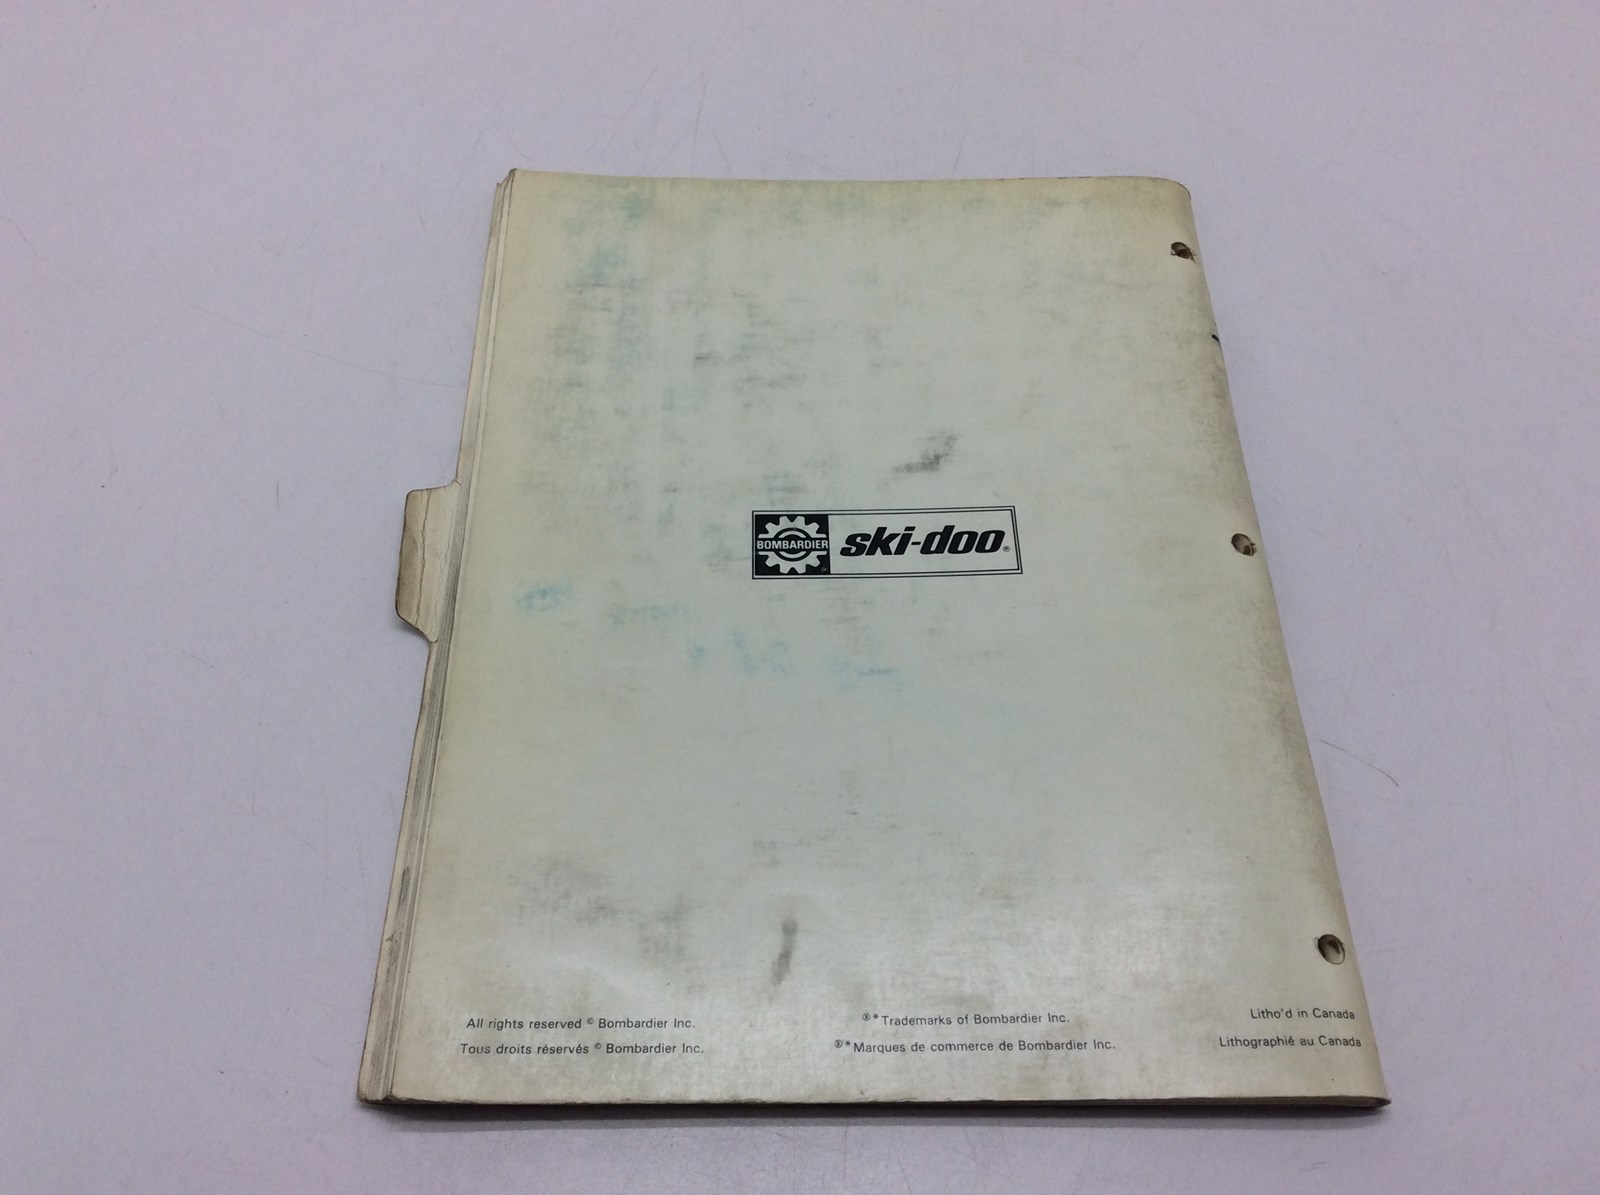 BOMBARDIER ski-doo®
All rights reserved © Bombardier Inc.
Tous droits réservés © Bombardier Inc.
®* Trademarks of Bombardier Inc.
®* Marques de commerce de Bombardier Inc.
Litho'd in Canada
Lithographié au Canada